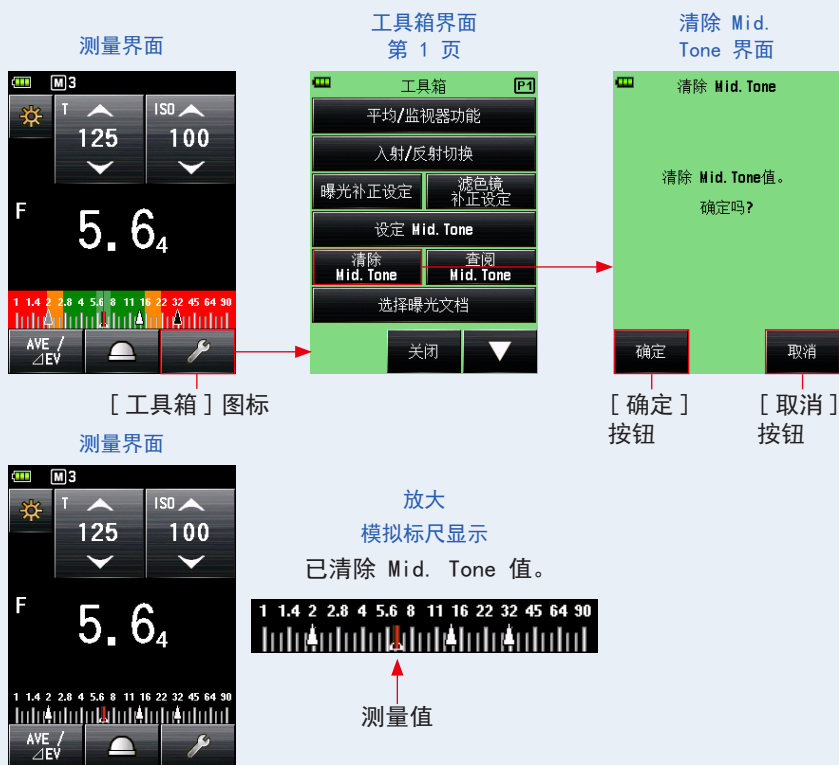 测量界面
M 3
T
125
ISO
100
F
5.6 4
1 1.4 2 2.8 4 5.6 8 11 16 22 32 45 64 90
AVE /
⊿EV
[ 工具箱 ] 图标
工具箱界面
第 1 页
工具箱
P1
平均/监视器功能
入射/反射切换
曝光补正设定
滤色镜
补正设定
设定 Mid. Tone
清除
Mid. Tone
查阅
Mid. Tone
选择曝光文档
关闭
清除 Mid.
Tone 界面
清除 Mid. Tone
清除 Mid. Tone值。
确定吗?
确定
取消
[ 确定 ]
按钮
[ 取消 ]
按钮
测量界面
M 3
T
125
ISO
100
F
5.6 4
1 1.4 2 2.8 4 5.6 8 11 16 22 32 45 64 90
AVE /
⊿EV
放大
模拟标尺显示
已清除 Mid. Tone 值。
1 1.4 2 2.8 4 5.6 8 11 16 22 32 45 64 90
测量值